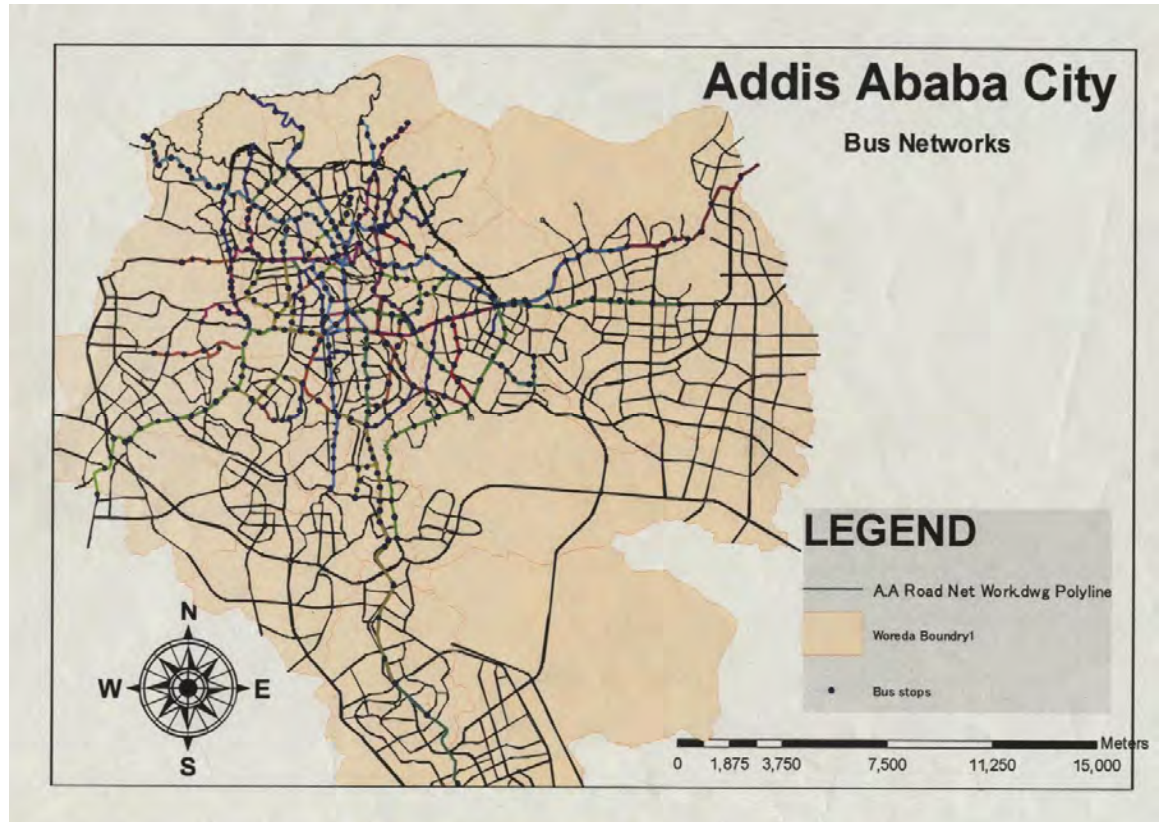 Addis Ababa City
Bus Networks
LEGEND
A.A Road Net Work.dwg Polyline
Woreda Boundry1
Bus stops
N
W
E
S
Meters
0 1,875 3,750 7,500 11,250 15,000